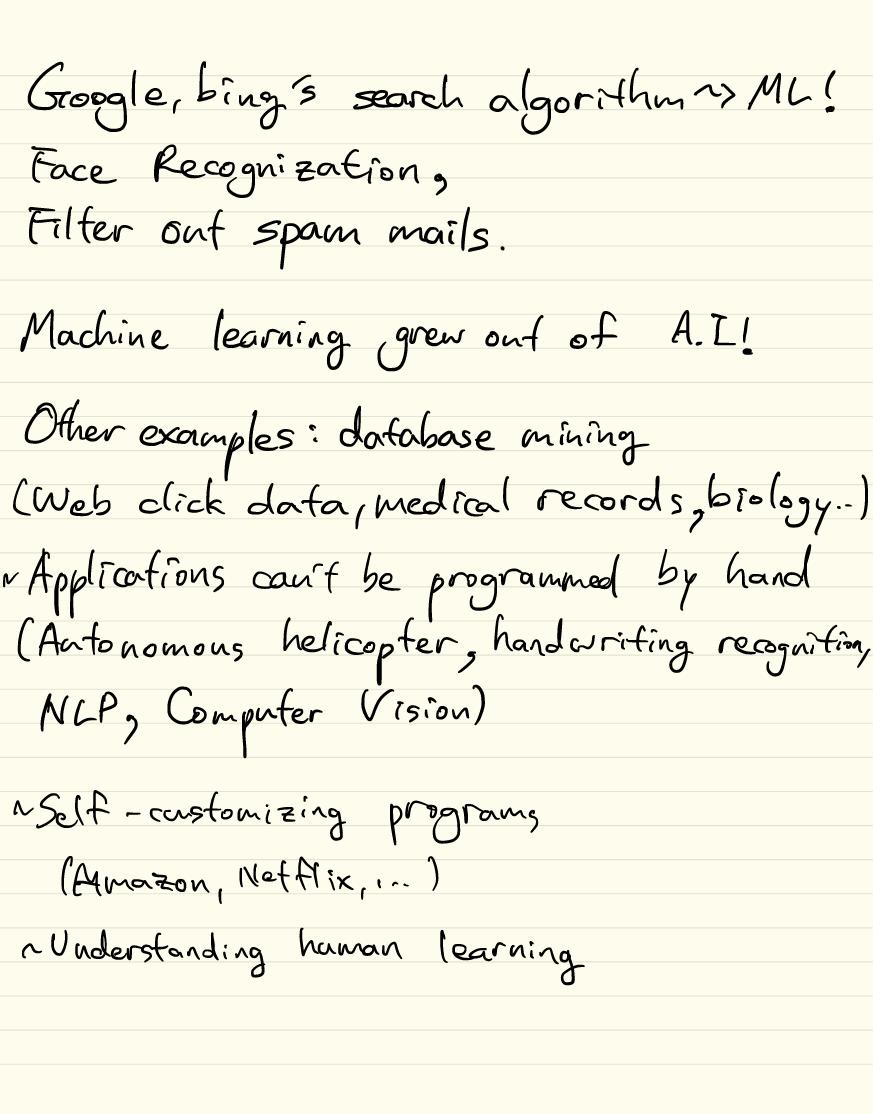 Google, bing's search algorithm ~> ML!
Face Recognization,
Filter out spam mails.
Machine learning grew out of A.I!
Other examples: database mining
(Web click data, medical records, biology..)
~ Applications can't be programmed by hand
(Autonomous helicopter, handwriting recognition,
NLP, Computer Vision)
~ Self-customizing programs
(Amazon, Netflix, ...)
~ Understanding human learning